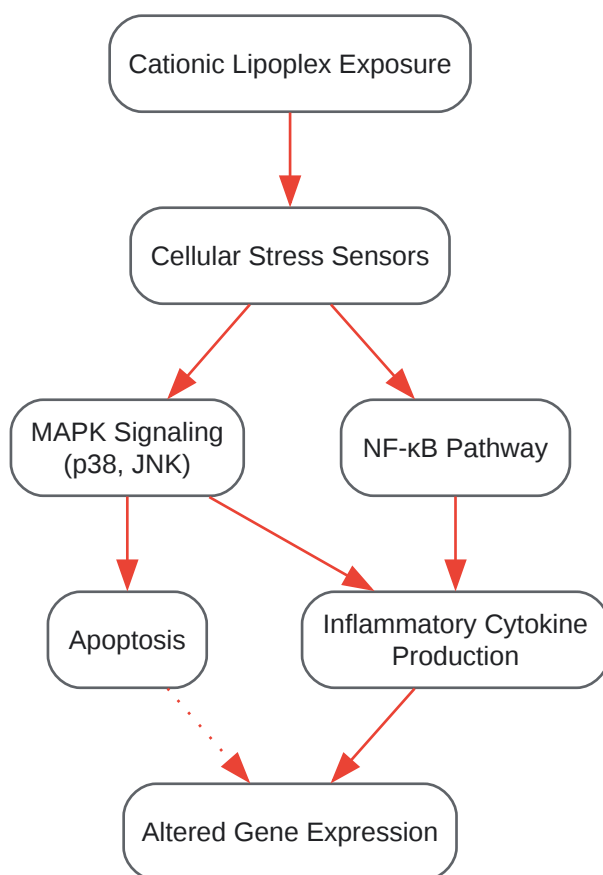 Cationic Lipoplex Exposure
Cellular Stress Sensors
MAPK Signaling
(p38, JNK)
NF-κB Pathway
Apoptosis
Inflammatory Cytokine
Production
Altered Gene Expression